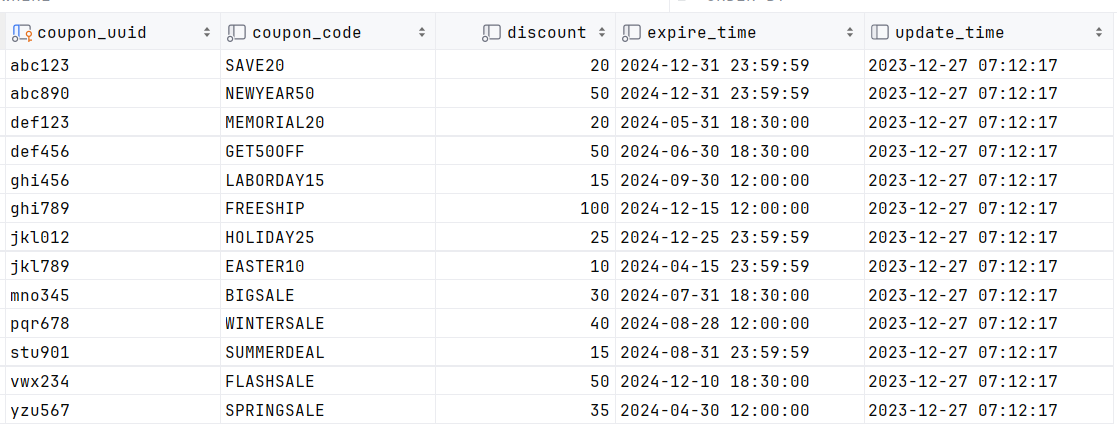 coupon_uuid coupon_code discount expire_time update_time
abc123 SAVE20 20 2024-12-31 23:59:59 2023-12-27 07:12:17
abc890 NEWYEAR50 50 2024-12-31 23:59:59 2023-12-27 07:12:17
def123 MEMORIAL20 20 2024-05-31 18:30:00 2023-12-27 07:12:17
def456 GET50OFF 50 2024-06-30 18:30:00 2023-12-27 07:12:17
ghi456 LABORDAY15 15 2024-09-30 12:00:00 2023-12-27 07:12:17
ghi789 FREESHIP 100 2024-12-15 12:00:00 2023-12-27 07:12:17
jkl012 HOLIDAY25 25 2024-12-25 23:59:59 2023-12-27 07:12:17
jkl789 EASTER10 10 2024-04-15 23:59:59 2023-12-27 07:12:17
mno345 BIGSALE 30 2024-07-31 18:30:00 2023-12-27 07:12:17
pqr678 WINTERSALE 40 2024-08-28 12:00:00 2023-12-27 07:12:17
stu901 SUMMERDEAL 15 2024-08-31 23:59:59 2023-12-27 07:12:17
vwx234 FLASHSALE 50 2024-12-10 18:30:00 2023-12-27 07:12:17
yzu567 SPRINGSALE 35 2024-04-30 12:00:00 2023-12-27 07:12:17